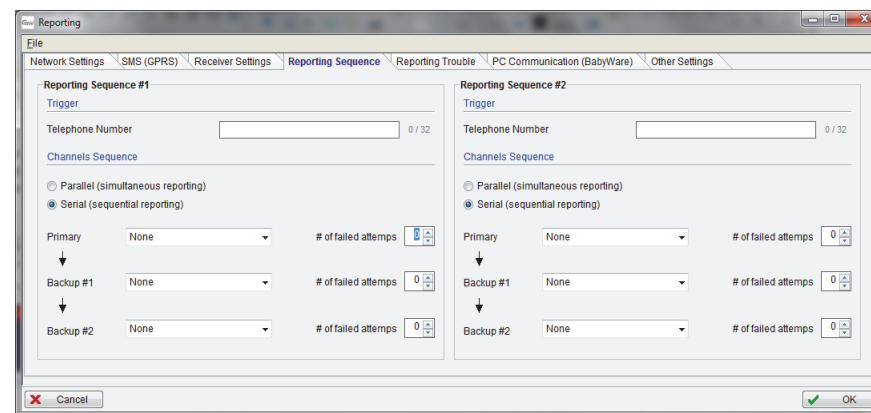 Reporting
File
Network Settings SMS (GPRS) Receiver Settings Reporting Sequence Reporting Trouble PC Communication (BabyWare) Other Settings
Reporting Sequence #1
Trigger
Telephone Number 0 / 32
Channels Sequence
Parallel (simultaneous reporting)
Serial (sequential reporting)
Primary None # of failed attemps 0
Backup #1 None # of failed attemps 0
Backup #2 None # of failed attemps 0
Reporting Sequence #2
Trigger
Telephone Number 0 / 32
Channels Sequence
Parallel (simultaneous reporting)
Serial (sequential reporting)
Primary None # of failed attemps 0
Backup #1 None # of failed attemps 0
Backup #2 None # of failed attemps 0
Cancel OK